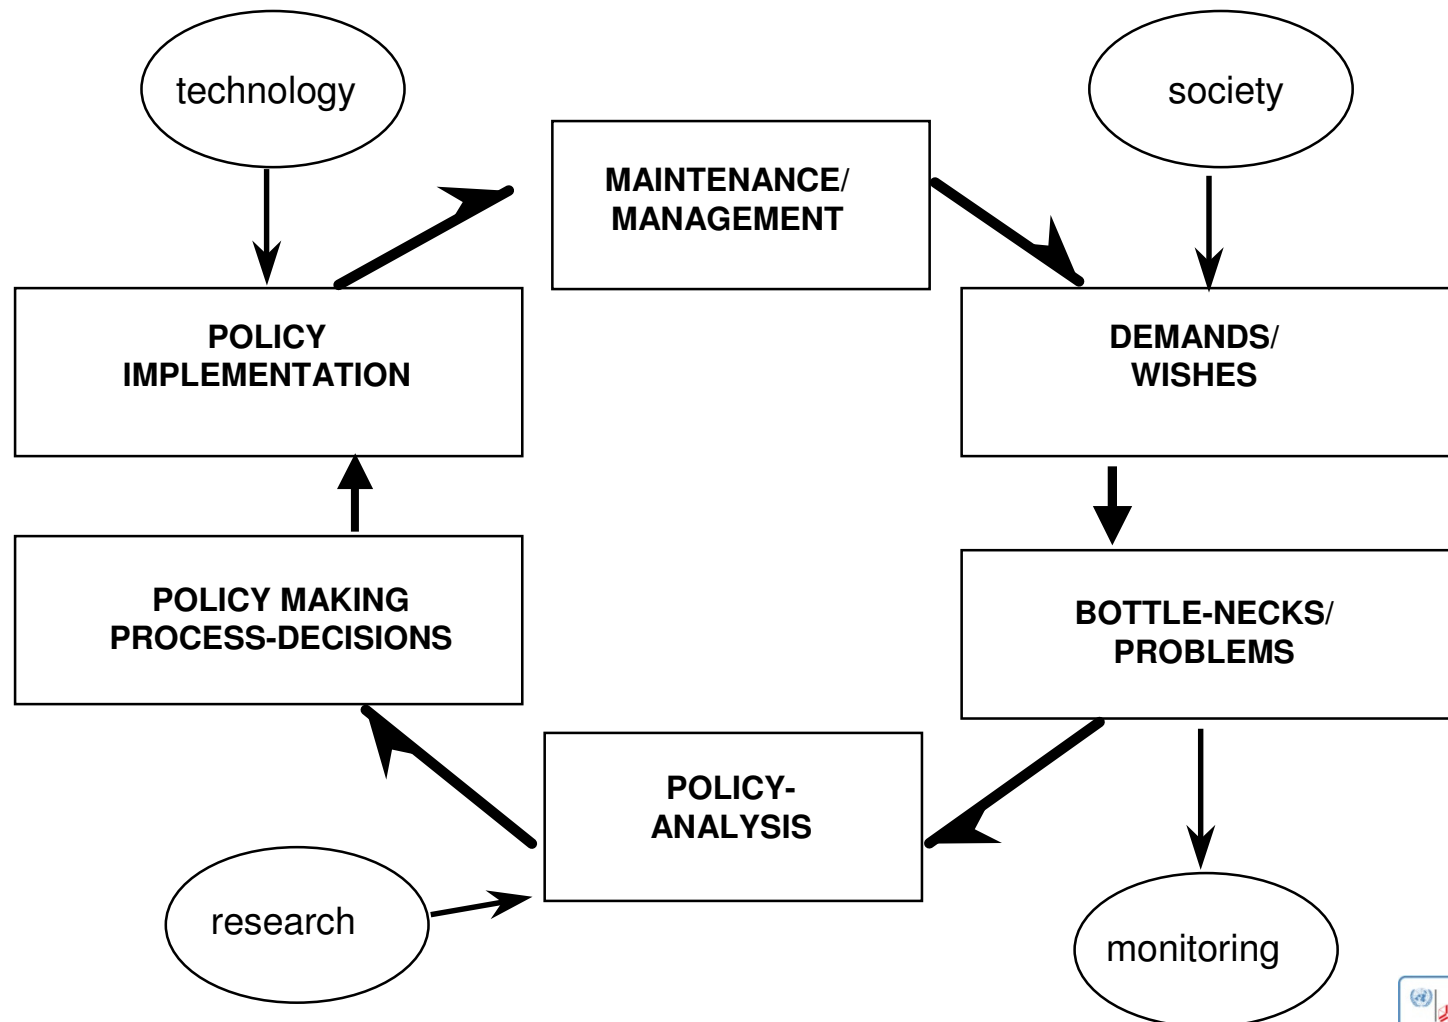 technology
society
MAINTENANCE/
MANAGEMENT
POLICY
IMPLEMENTATION
DEMANDS/
WISHES
POLICY MAKING
PROCESS-DECISIONS
BOTTLE-NECKS/
PROBLEMS
POLICY-
ANALYSIS
research
monitoring